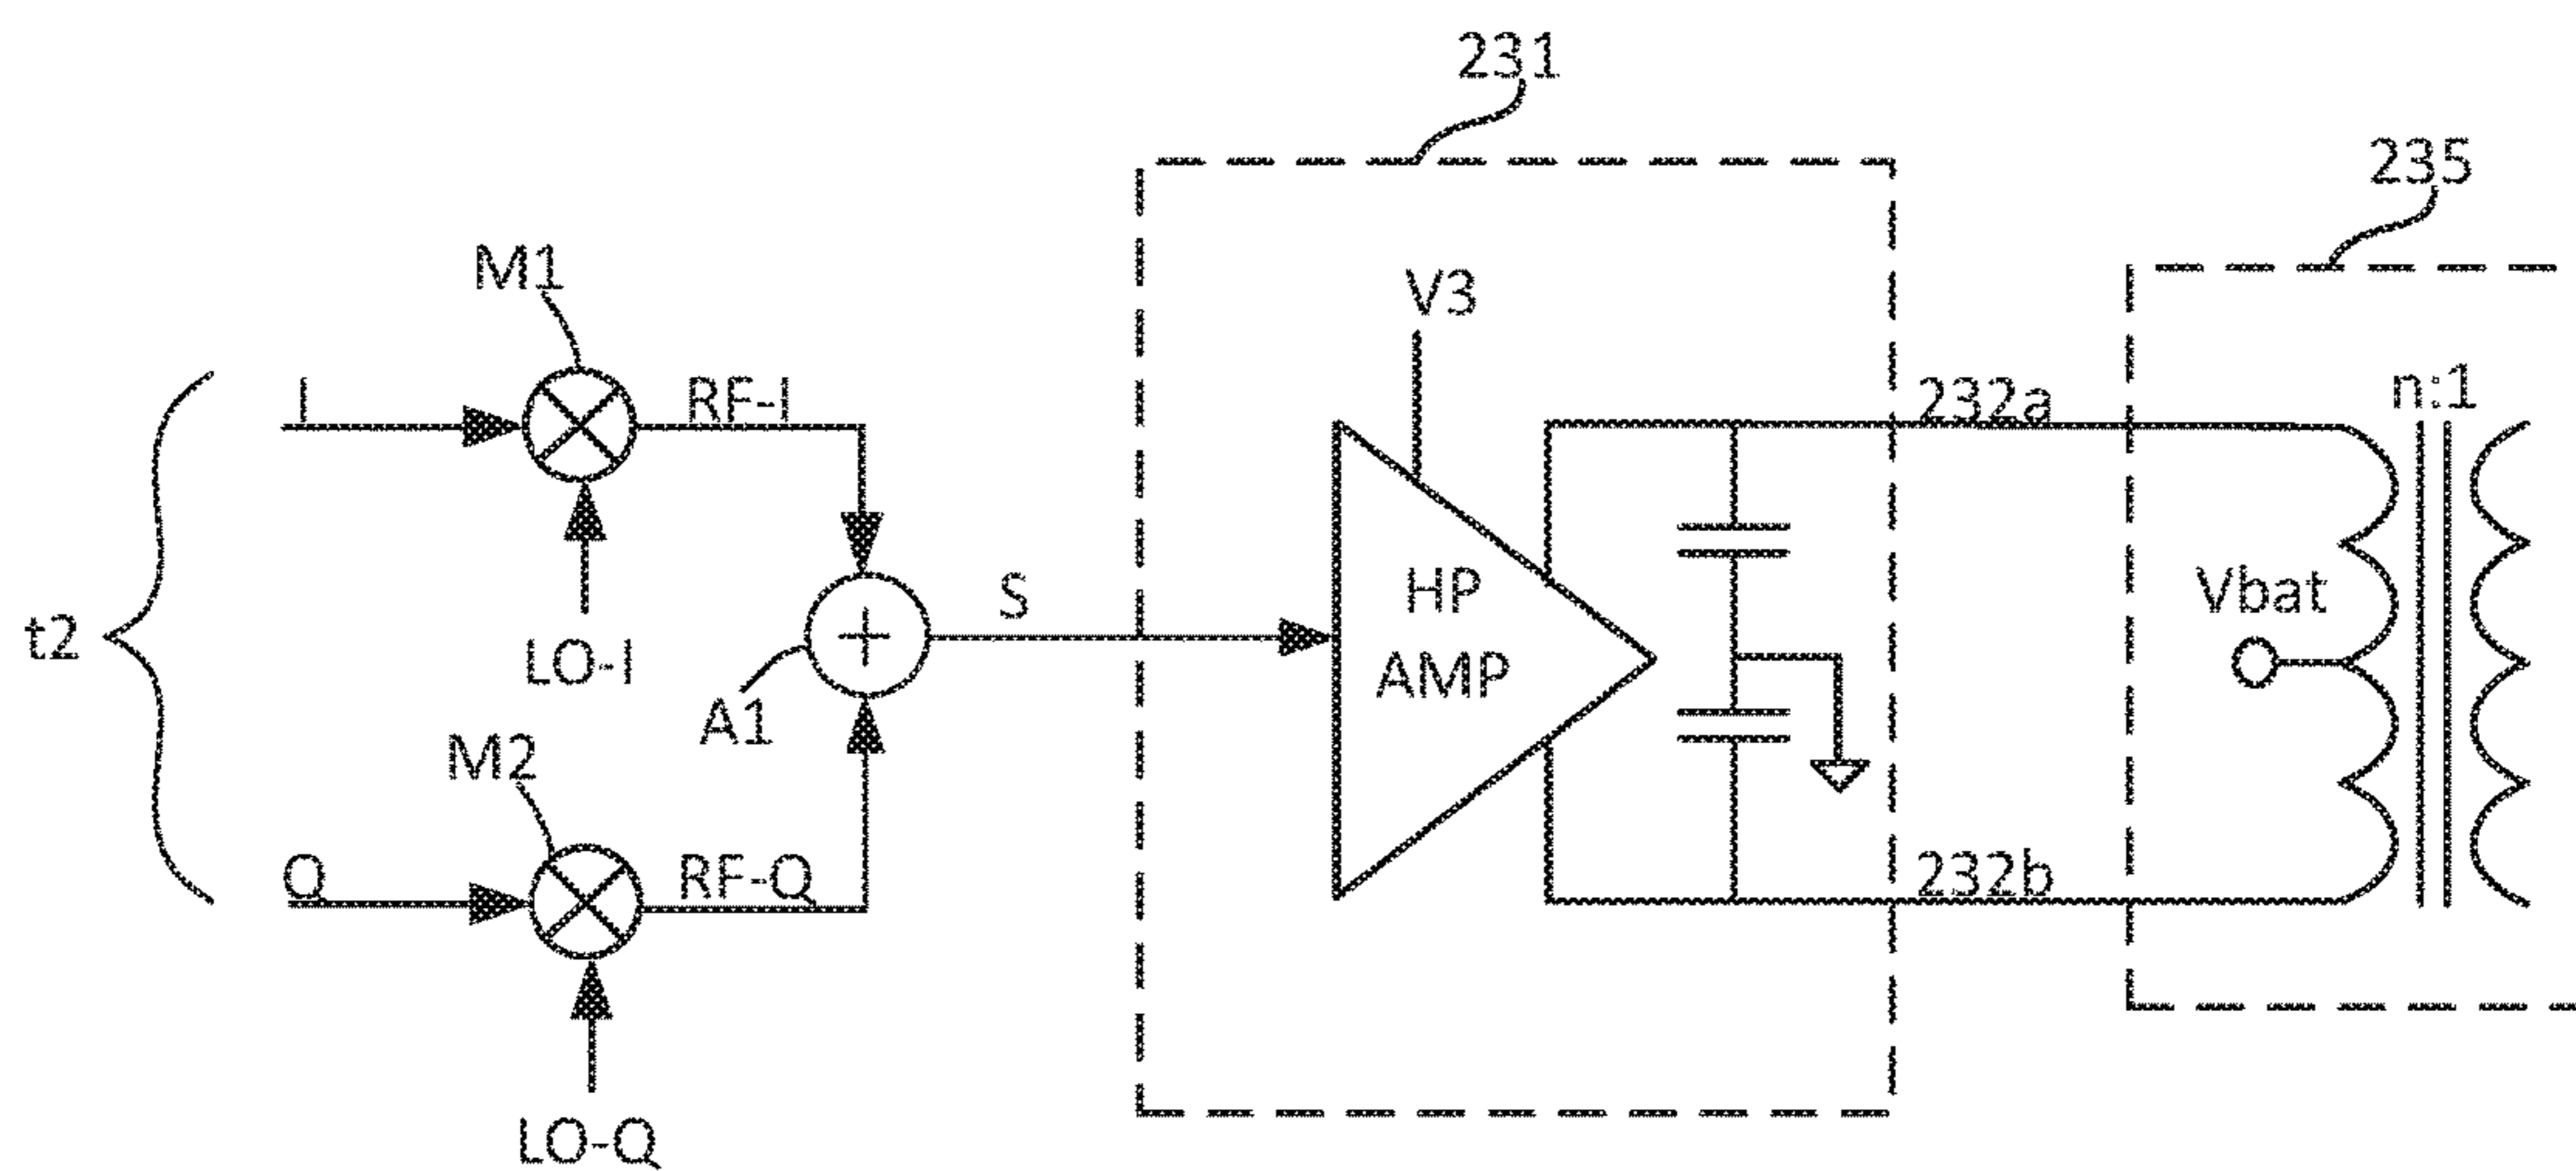 231
235
M1
V3
I
RF-I
232a
n:1
HP
AMP
S
Vbat
t2
LO-I
A1
M2
Q
RF-Q
232b
LO-Q